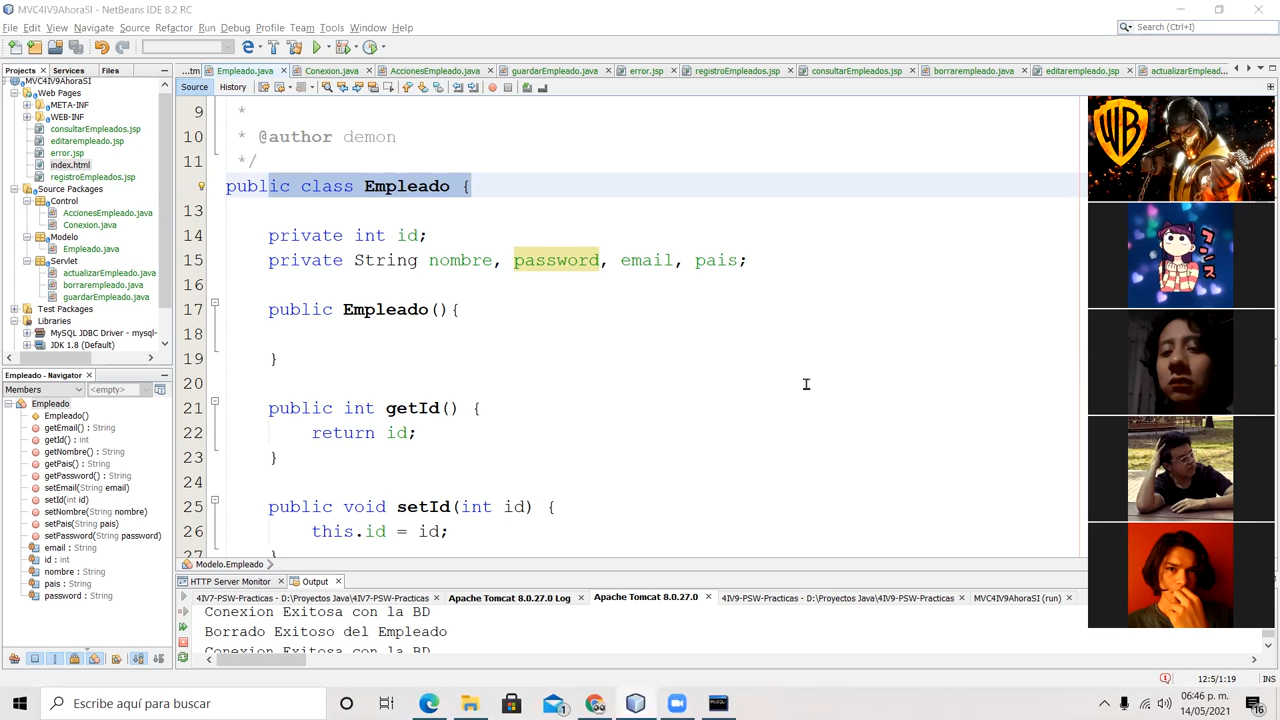 MVC4IV9AhoraSI - NetBeans IDE 8.2 RC
File Edit View Navigate Source Refactor Run Debug Profile Team Tools Window Help
Search (Ctrl+I)
Projects Services Files
...tm Empleado.java Conexion.java AccionesEmpleado.java guardarEmpleado.java error.jsp registroEmpleados.jsp consultarEmpleados.jsp borrarempleado.java editarempleado.jsp actualizarEmplead...
Source History
MVC4IV9AhoraSI
Web Pages
META-INF
WEB-INF
consultarEmpleados.jsp
editarempleado.jsp
error.jsp
index.html
registroEmpleados.jsp
Source Packages
Control
AccionesEmpleado.java
Conexion.java
Modelo
Empleado.java
Servlet
actualizarEmpleado.java
borrarempleado.java
guardarEmpleado.java
Test Packages
Libraries
MySQL JDBC Driver - mysql-
JDK 1.8 (Default)
Empleado - Navigator
Members <empty>
Empleado
Empleado()
getEmail() : String
getId() : int
getNombre() : String
getPais() : String
getPassword() : String
setEmail(String email)
setId(int id)
setNombre(String nombre)
setPais(String pais)
setPassword(String password)
email : String
id : int
nombre : String
pais : String
password : String
9 *
10 * @author demon
11 */
public class Empleado {
13
14 private int id;
15 private String nombre, password, email, pais;
16
17 public Empleado(){
18
19 }
20
21 public int getId() {
22 return id;
23 }
24
25 public void setId(int id) {
26 this.id = id;
27 }
WB
Modelo.Empleado
HTTP Server Monitor Output
4IV7-PSW-Practicas - D:\Proyectos Java\4IV7-PSW-Practicas Apache Tomcat 8.0.27.0 Log Apache Tomcat 8.0.27.0 4IV9-PSW-Practicas - D:\Proyectos Java\4IV9-PSW-Practicas MVC4IV9AhoraSI (run)
Conexion Exitosa con la BD
Borrado Exitoso del Empleado
Conexion Exitosa con la BD
12:5/1:19 INS
Escribe aquí para buscar
06:46 p. m.
14/05/2021
16